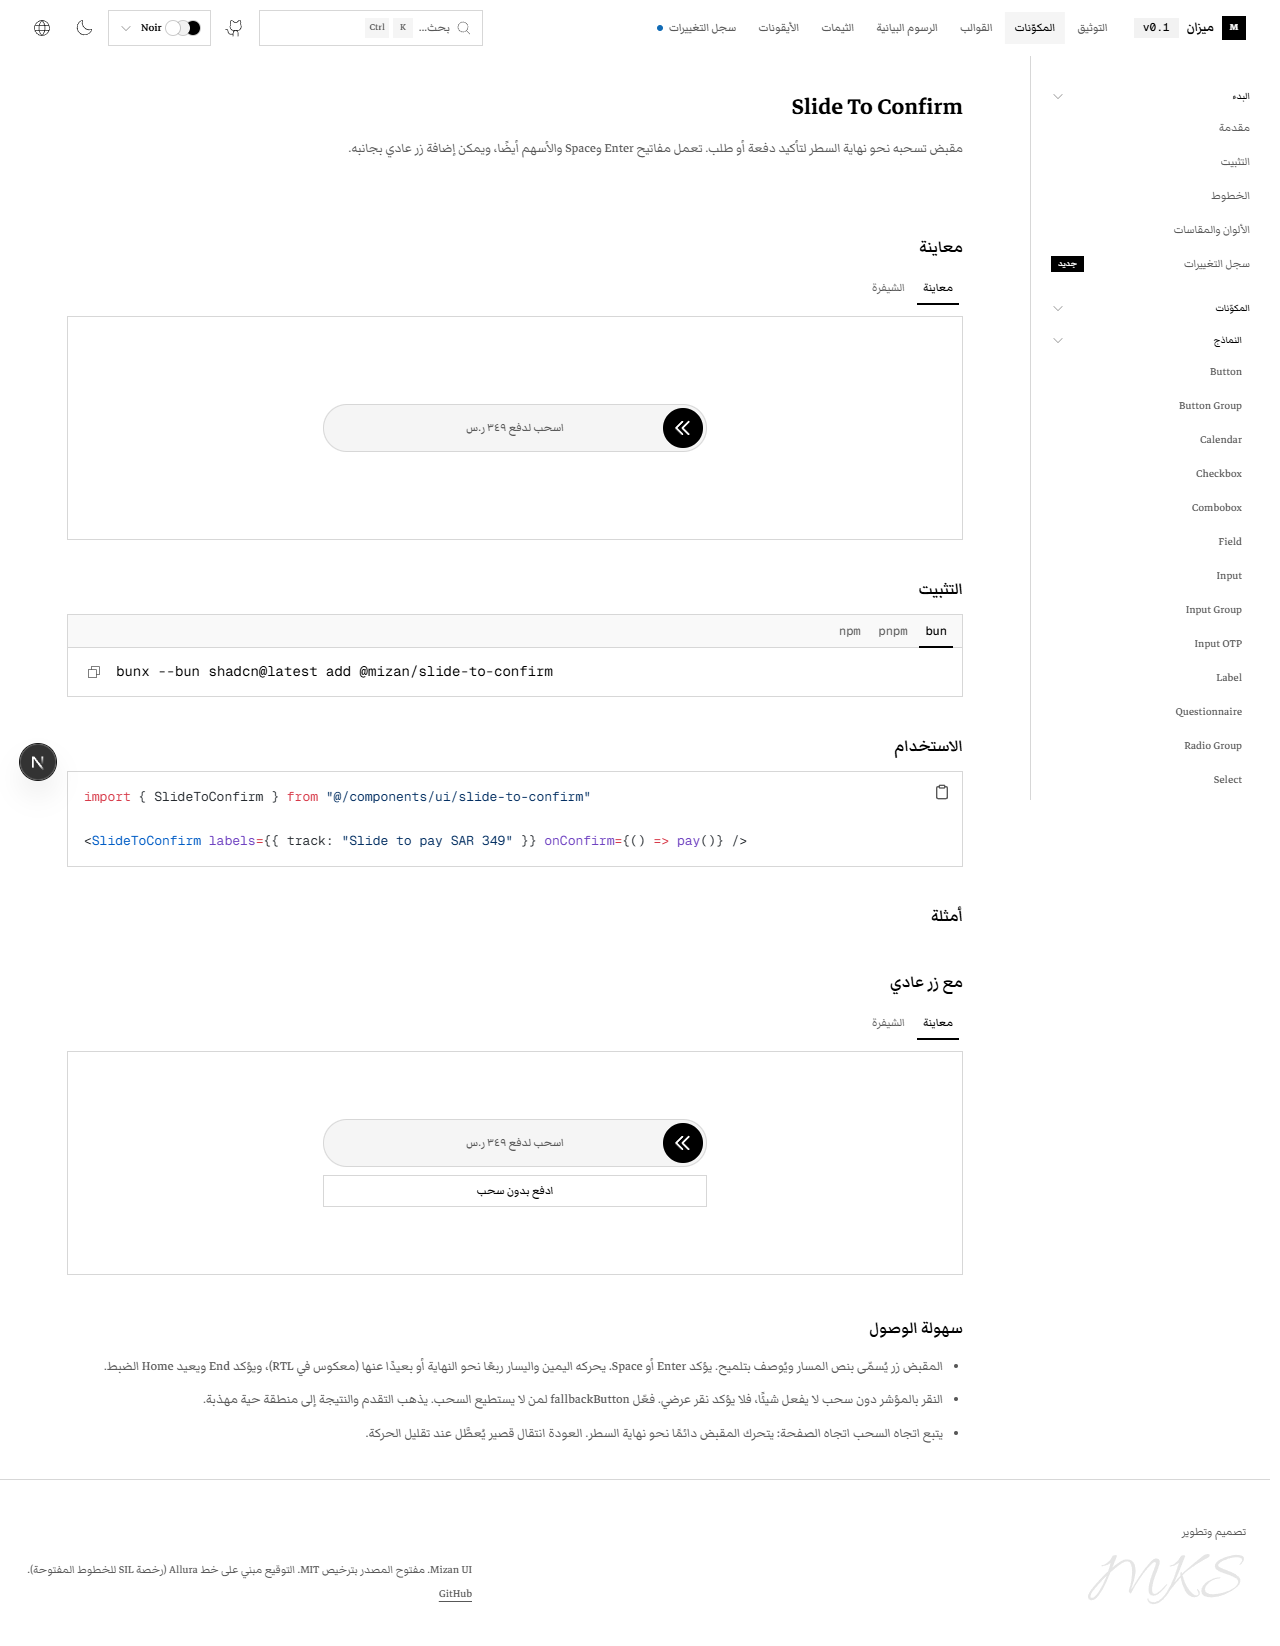 M ميزان v0.1 التوثيق المكوّنات القوالب الرسوم البيانية الثيمات الأيقونات سجل التغييرات بحث... K Ctrl Noir
البدء
مقدمة
التثبيت
الخطوط
الألوان والمقاسات
سجل التغييرات جديد
المكوّنات
النماذج
Button
Button Group
Calendar
Checkbox
Combobox
Field
Input
Input Group
Input OTP
Label
Questionnaire
Radio Group
Select
Slide To Confirm
مقبض تسحبه نحو نهاية السطر لتأكيد دفعة أو طلب. تعمل مفاتيح Enter وSpace والأسهم أيضًا، ويمكن إضافة زر عادي بجانبه.
معاينة
معاينة الشيفرة
اسحب لدفع ٣٤٩ ر.س
التثبيت
bun pnpm npm
bunx --bun shadcn@latest add @mizan/slide-to-confirm
الاستخدام
import { SlideToConfirm } from "@/components/ui/slide-to-confirm"
<SlideToConfirm labels={{ track: "Slide to pay SAR 349" }} onConfirm={() => pay()} />
أمثلة
مع زر عادي
معاينة الشيفرة
اسحب لدفع ٣٤٩ ر.س
ادفع بدون سحب
سهولة الوصول
• المقبض زر يُسمّى بنص المسار ويُوصف بتلميح. يؤكد Enter أو Space. يحركه اليمين واليسار ربعًا نحو النهاية أو بعيدًا عنها (معكوس في RTL)، ويؤكد End ويعيد Home الضبط.
• النقر بالمؤشر دون سحب لا يفعل شيئًا، فلا يؤكد نقر عرضي. فعّل fallbackButton لمن لا يستطيع السحب. يذهب التقدم والنتيجة إلى منطقة حية مهذبة.
• يتبع اتجاه السحب اتجاه الصفحة: يتحرك المقبض دائمًا نحو نهاية السطر. العودة انتقال قصير يُعطَّل عند تقليل الحركة.
تصميم وتطوير
MKS
Mizan UI. مفتوح المصدر بترخيص MIT. التوقيع مبني على خط Allura (رخصة SIL للخطوط المفتوحة).
GitHub